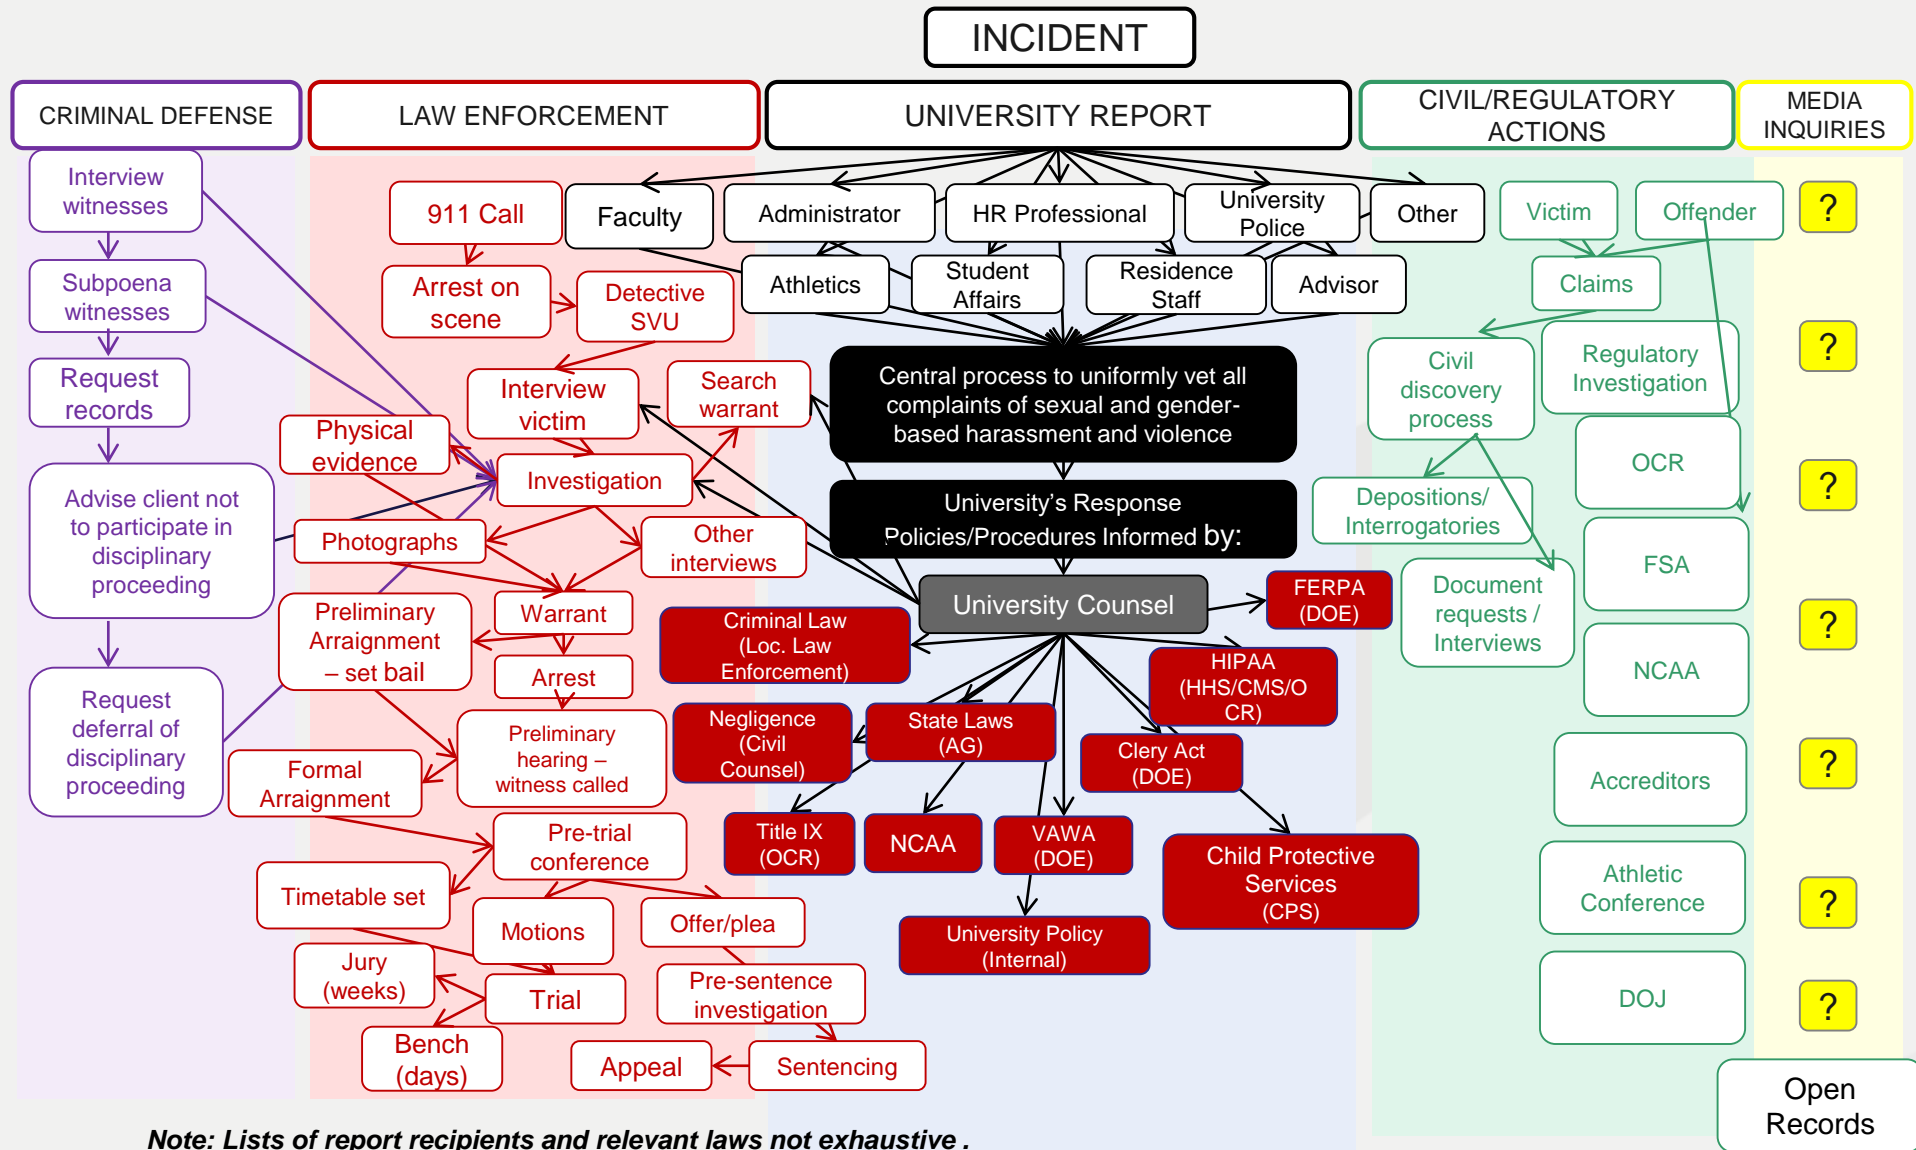 INCIDENT
CRIMINAL DEFENSE
LAW ENFORCEMENT
UNIVERSITY REPORT
CIVIL/REGULATORY
ACTIONS
MEDIA
INQUIRIES
Interview
witnesses
Subpoena
witnesses
Request
records
Advise client not
to participate in
disciplinary
proceeding
Request
deferral of
disciplinary
proceeding
911 Call
Arrest on
scene
Detective
SVU
Interview
victim
Search
warrant
Physical
evidence
Investigation
Photographs
Other
interviews
Warrant
Preliminary
Arraignment
– set bail
Arrest
Preliminary
hearing –
witness called
Formal
Arraignment
Pre-trial
conference
Timetable set
Motions
Offer/plea
Jury
(weeks)
Trial
Pre-sentence
investigation
Bench
(days)
Appeal
Sentencing
Faculty
Administrator
HR Professional
University
Police
Other
Athletics
Student
Affairs
Residence
Staff
Advisor
Central process to uniformly vet all
complaints of sexual and gender-
based harassment and violence
University’s Response
Policies/Procedures Informed by:
University Counsel
FERPA
(DOE)
Criminal Law
(Loc. Law
Enforcement)
HIPAA
(HHS/CMS/O
CR)
Negligence
(Civil
Counsel)
State Laws
(AG)
Clery Act
(DOE)
Title IX
(OCR)
NCAA
VAWA
(DOE)
Child Protective
Services
(CPS)
University Policy
(Internal)
Victim
Offender
Claims
Civil
discovery
process
Regulatory
Investigation
OCR
Depositions/
Interrogatories
FSA
Document
requests /
Interviews
NCAA
Accreditors
Athletic
Conference
DOJ
?
?
?
?
?
?
?
Open
Records
Note: Lists of report recipients and relevant laws not exhaustive .